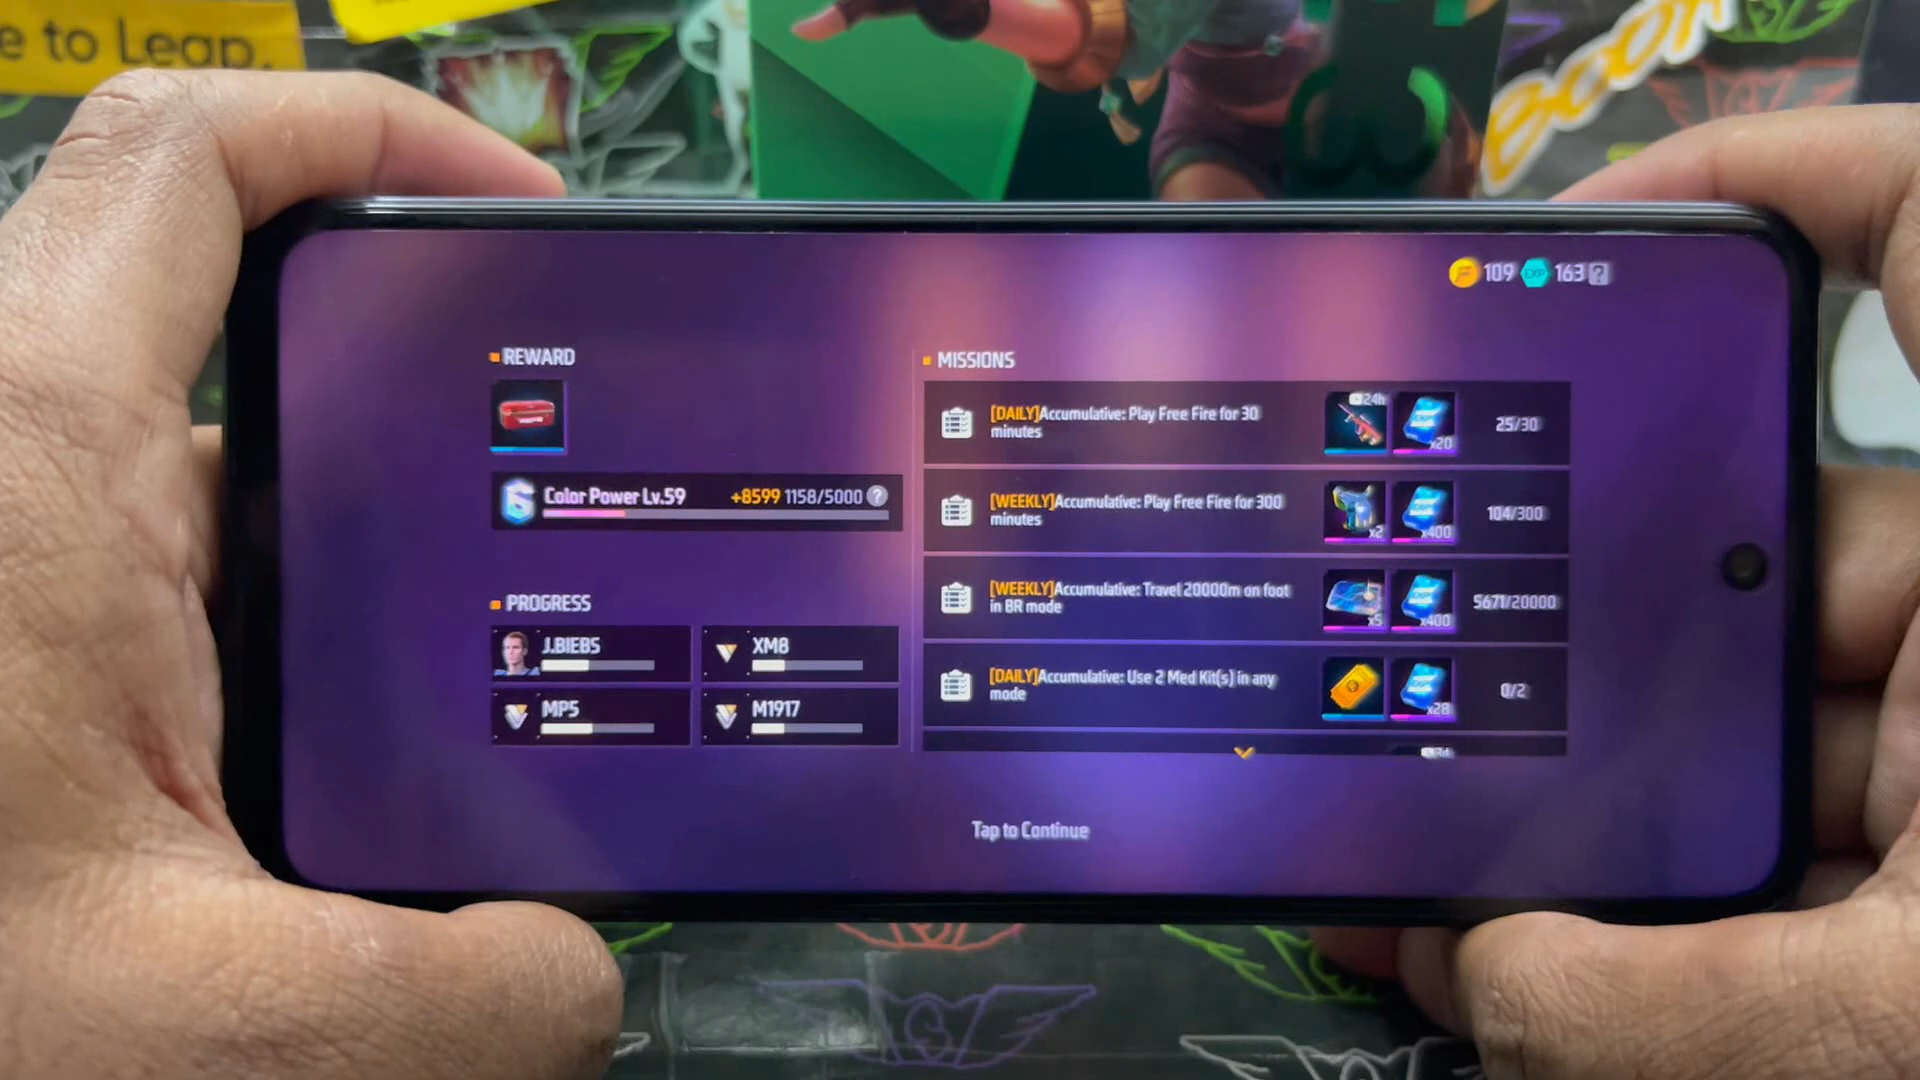 e to Leap.
BOOY
109 EXP 163 ?
REWARD
Color Power Lv.59 +8599 1158/5000 ?
PROGRESS
J.BIEBS
XM8
MP5
M1917
MISSIONS
[DAILY]Accumulative: Play Free Fire for 30
minutes
24h
x20
25/30
[WEEKLY]Accumulative: Play Free Fire for 300
minutes
x2
x400
104/300
[WEEKLY]Accumulative: Travel 20000m on foot
in BR mode
x5
x400
5671/20000
[DAILY]Accumulative: Use 2 Med Kit(s) in any
mode
x28
0/2
3d
Tap to Continue